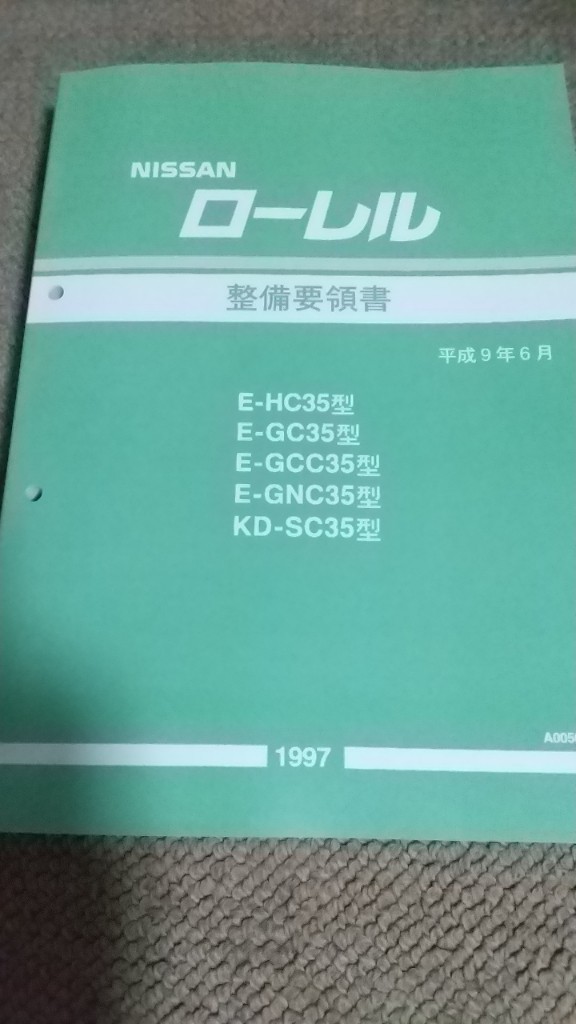 NISSAN
ローレル
整備要領書
平成9年6月
E-HC35型
E-GC35型
E-GCC35型
E-GNC35型
KD-SC35型
1997